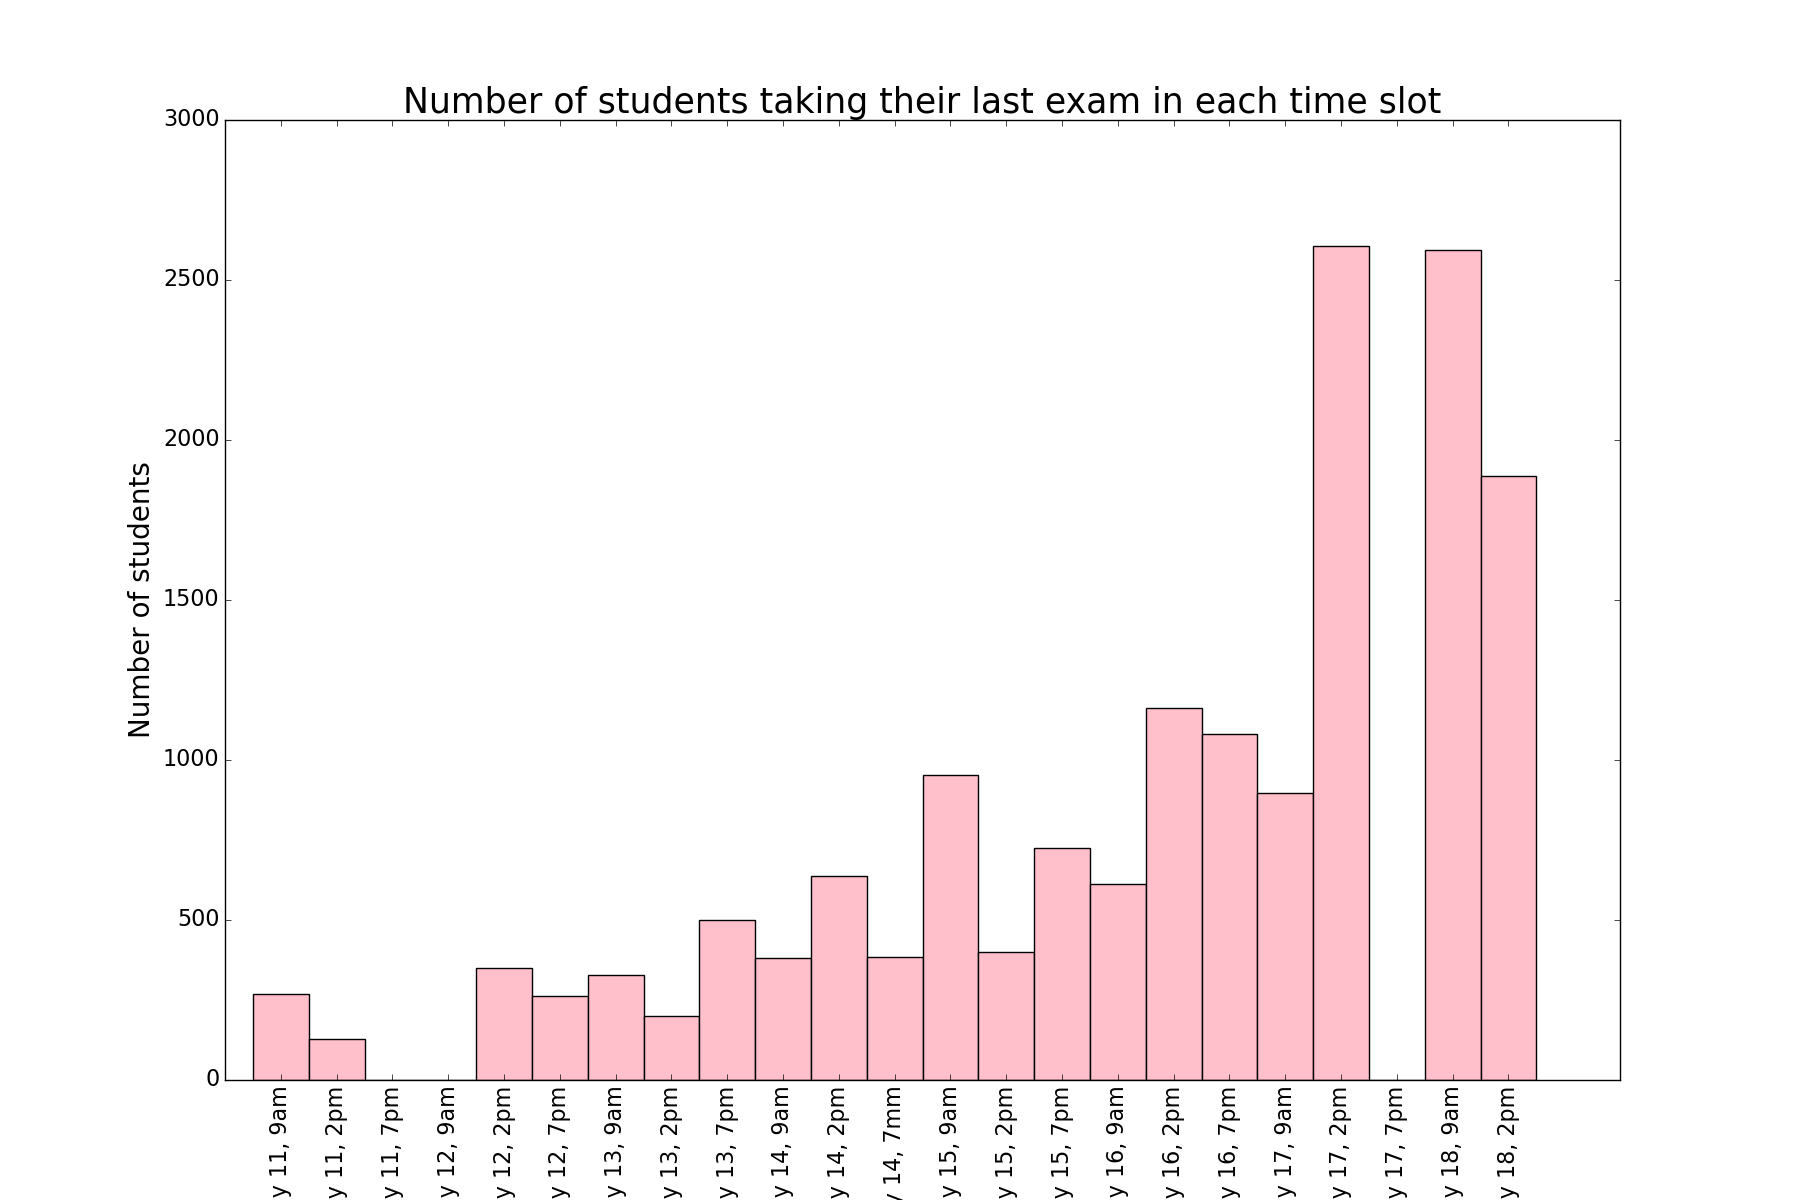 Number of students taking their last exam in each time slot
3000
2500
2000
1500
1000
500
0
Number of students
y 11, 9am
y 11, 2pm
y 11, 7pm
y 12, 9am
y 12, 2pm
y 12, 7pm
y 13, 9am
y 13, 2pm
y 13, 7pm
y 14, 9am
y 14, 2pm
y 14, 7mm
y 15, 9am
y 15, 2pm
y 15, 7pm
y 16, 9am
y 16, 2pm
y 16, 7pm
y 17, 9am
y 17, 2pm
y 17, 7pm
y 18, 9am
y 18, 2pm